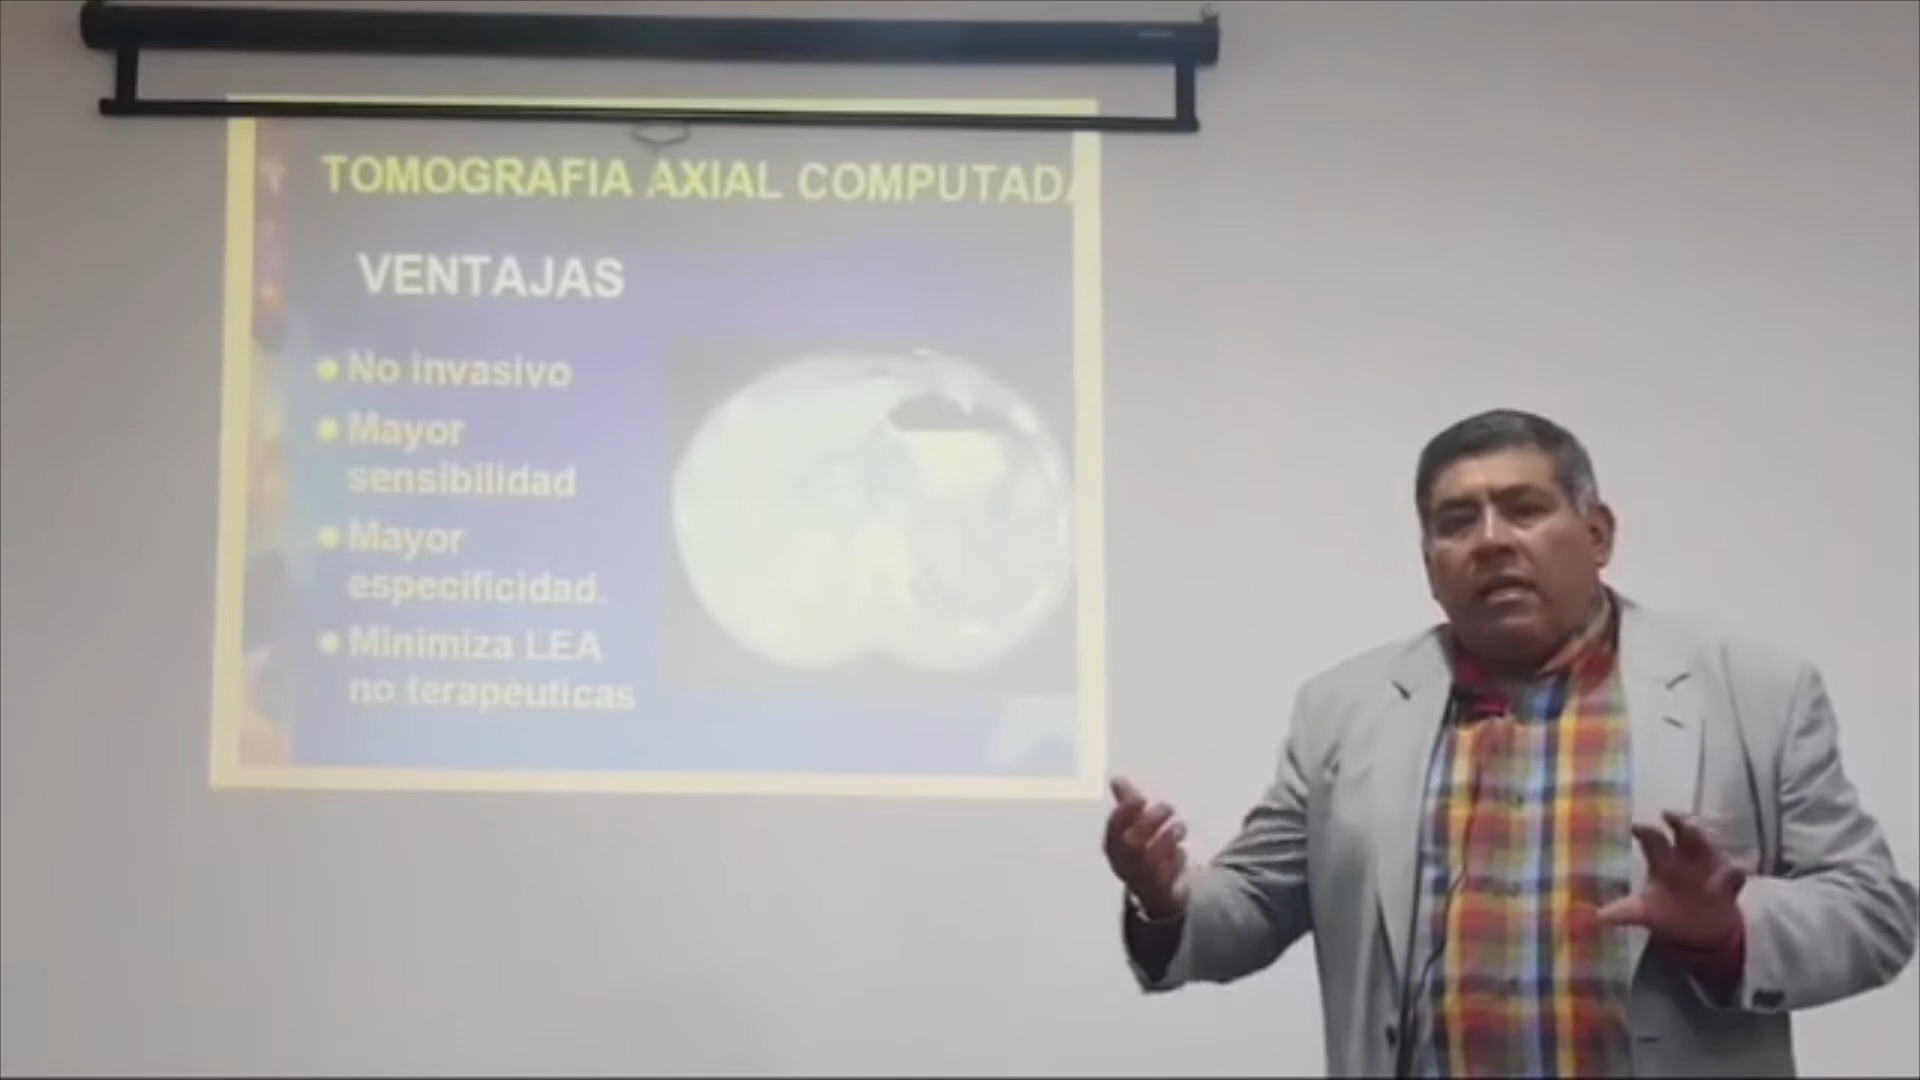 TOMOGRAFIA AXIAL COMPUTADA
VENTAJAS
No invasivo
Mayor
sensibilidad
Mayor
especificidad.
Minimiza LEA
no terapéuticas